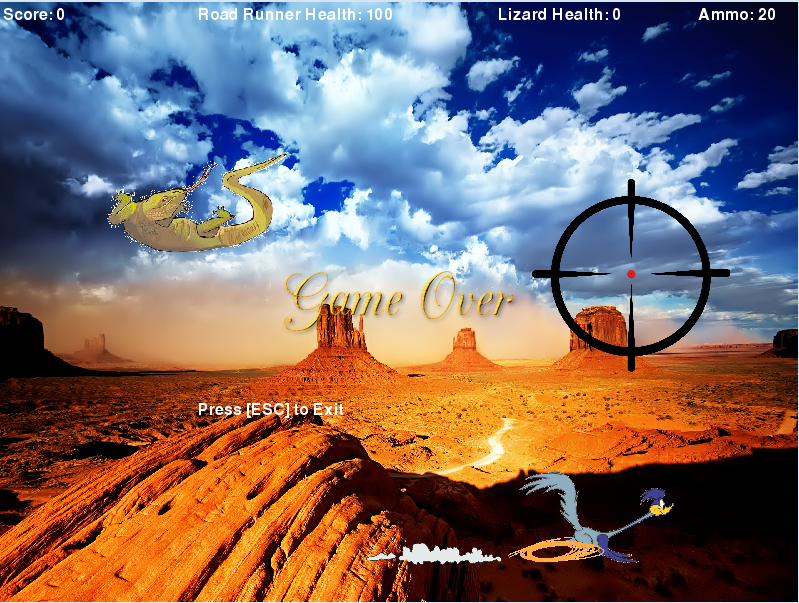 Score: 0 Road Runner Health: 100 Lizard Health: 0 Ammo: 20
Game Over
Press [ESC] to Exit